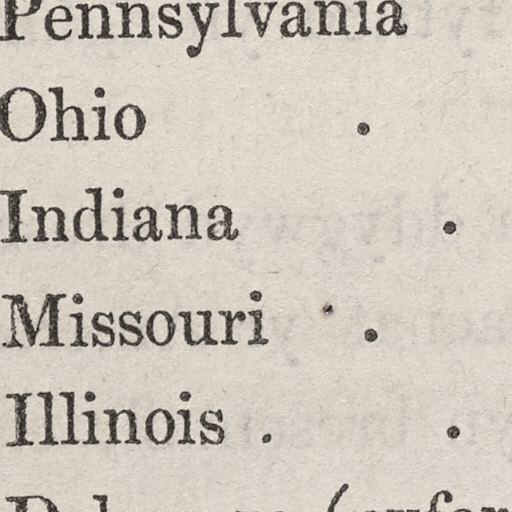 Pennsylvania
Ohio .
Indiana .
Missouri .
Illinois . .